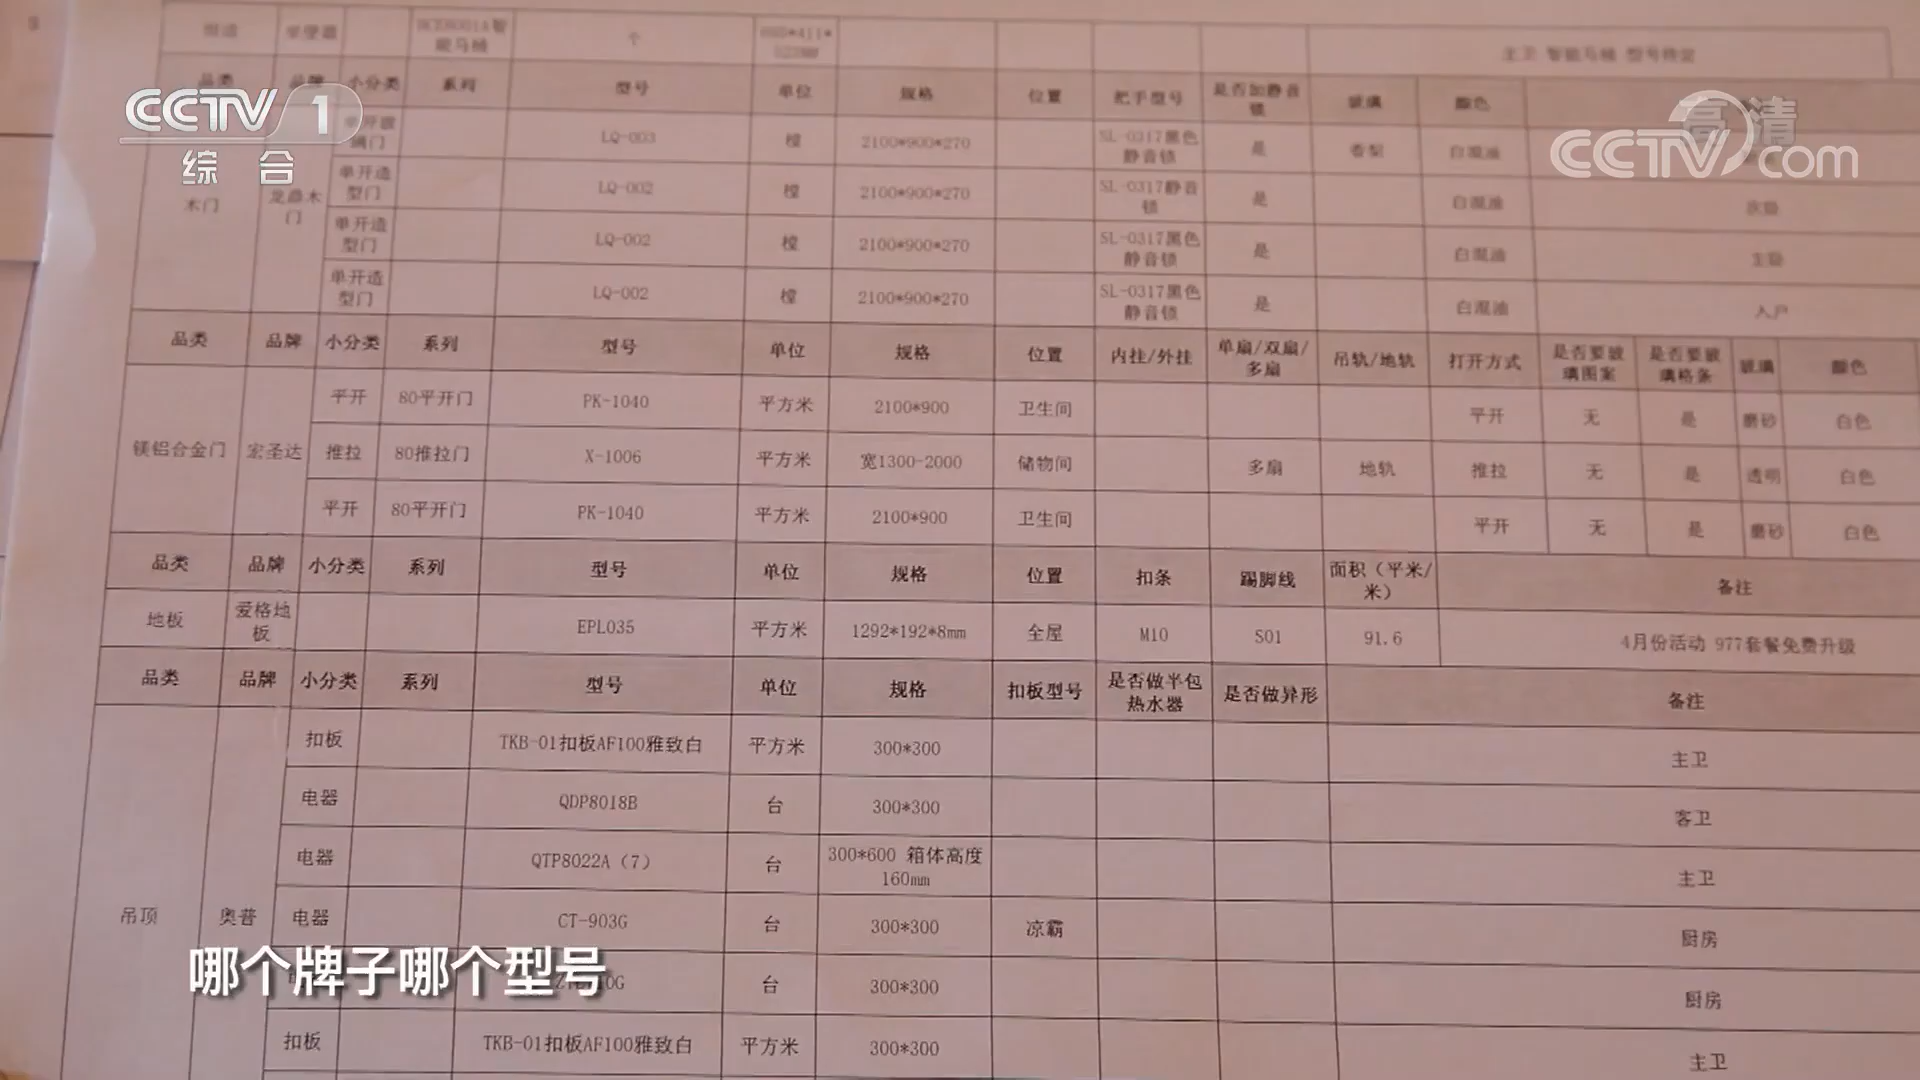 能马桶 个 主卫 智能马桶 型号待定
品类 品牌 小分类 系列 型号 单位 规格 位置 把手型号 是否加静音锁 玻璃 颜色
木门 龙鼎木门
LQ-003 樘 2100*900*270 SL-0317黑色静音锁 是 香梨 白混油
单开造型门 LQ-002 樘 2100*900*270 SL-0317静音锁 是 白混油 次卧
单开造型门 LQ-002 樘 2100*900*270 SL-0317黑色静音锁 是 白混油 主卧
单开造型门 LQ-002 樘 2100*900*270 SL-0317黑色静音锁 是 白混油 入户
品类 品牌 小分类 系列 型号 单位 规格 位置 内挂/外挂 单扇/双扇/多扇 吊轨/地轨 打开方式 是否要玻璃图案 是否要玻璃格条 玻璃 颜色
镁铝合金门 宏圣达
平开 80平开门 PK-1040 平方米 2100*900 卫生间 平开 无 是 磨砂 白色
推拉 80推拉门 X-1006 平方米 宽1300-2000 储物间 多扇 地轨 推拉 无 是 透明 白色
平开 80平开门 PK-1040 平方米 2100*900 卫生间 平开 无 是 磨砂 白色
品类 品牌 小分类 系列 型号 单位 规格 位置 扣条 踢脚线 面积（平米/米） 备注
地板 爱格地板 EPL035 平方米 1292*192*8mm 全屋 M10 S01 91.6 4月份活动 977套餐免费升级
品类 品牌 小分类 系列 型号 单位 规格 扣板型号 是否做半包热水器 是否做异形 备注
吊顶 奥普
扣板 TKB-01扣板AF100雅致白 平方米 300*300 主卫
电器 QDP8018B 台 300*300 客卫
电器 QTP8022A（7） 台 300*600 箱体高度160mm 主卫
电器 CT-903G 台 300*300 凉霸 厨房
台 300*300 厨房
扣板 TKB-01扣板AF100雅致白 平方米 300*300 主卫
CCTV 1
综合
高清
CCTV.com
哪个牌子哪个型号